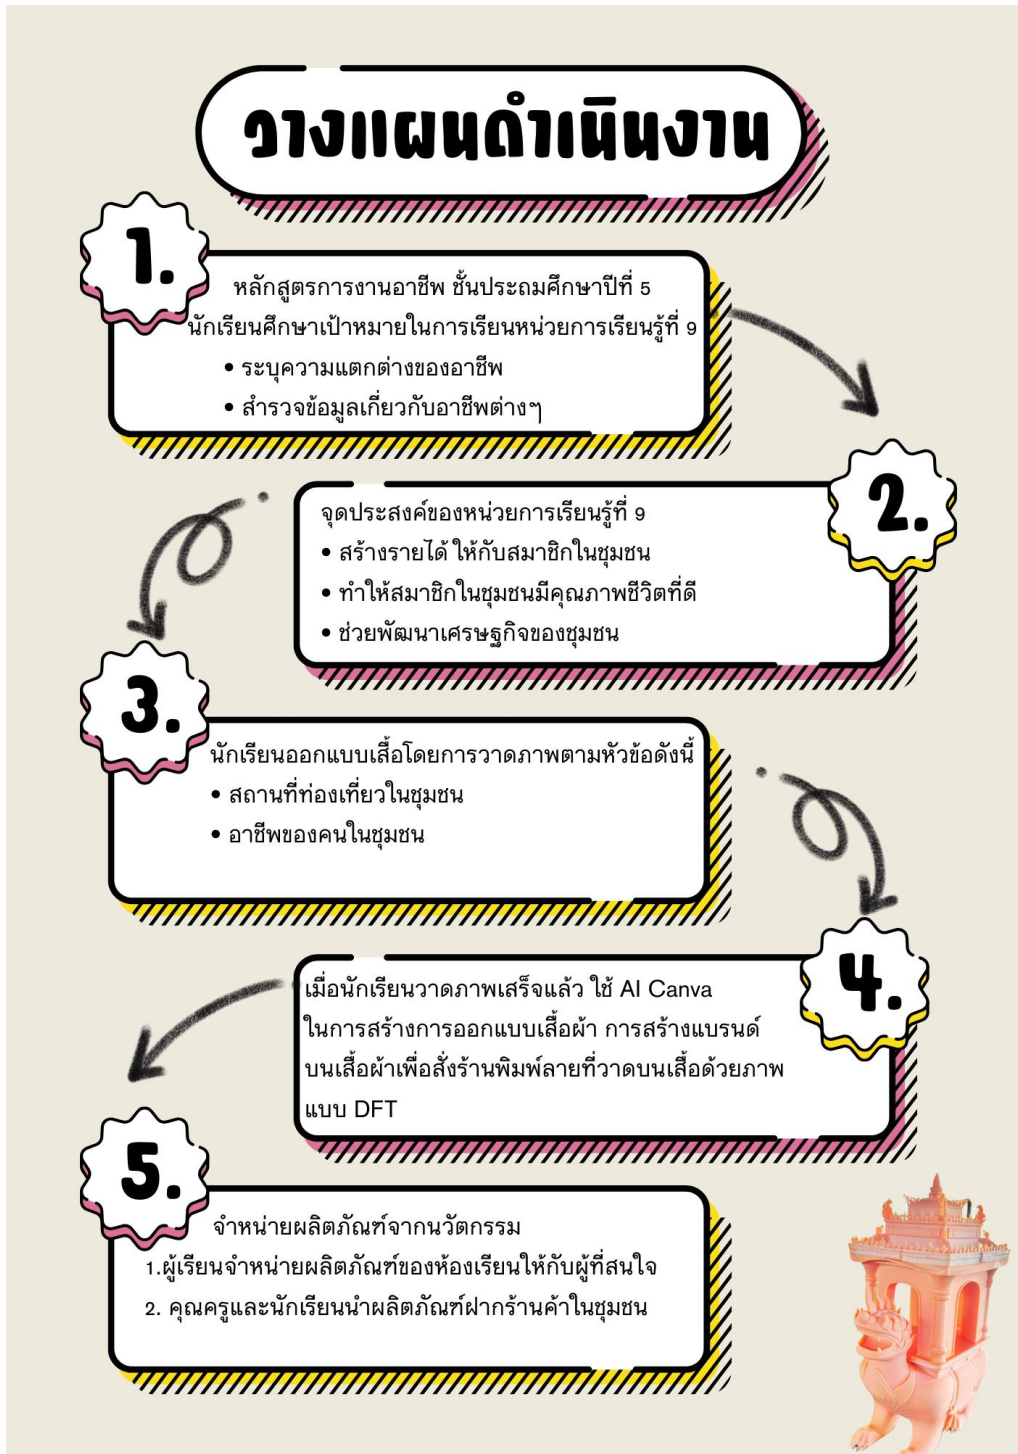 วางแผนดำเนินงาน
1.
หลักสูตรการงานอาชีพ ชั้นประถมศึกษาปีที่ 5
นักเรียนศึกษาเป้าหมายในการเรียนหน่วยการเรียนรู้ที่ 9
• ระบุความแตกต่างของอาชีพ
• สำรวจข้อมูลเกี่ยวกับอาชีพต่างๆ
2.
จุดประสงค์ของหน่วยการเรียนรู้ที่ 9
• สร้างรายได้ ให้กับสมาชิกในชุมชน
• ทำให้สมาชิกในชุมชนมีคุณภาพชีวิตที่ดี
• ช่วยพัฒนาเศรษฐกิจของชุมชน
3.
นักเรียนออกแบบเสื้อโดยการวาดภาพตามหัวข้อดังนี้
• สถานที่ท่องเที่ยวในชุมชน
• อาชีพของคนในชุมชน
4.
เมื่อนักเรียนวาดภาพเสร็จแล้ว ใช้ AI Canva
ในการสร้างการออกแบบเสื้อผ้า การสร้างแบรนด์
บนเสื้อผ้าเพื่อสั่งร้านพิมพ์ลายที่วาดบนเสื้อด้วยภาพ
แบบ DFT
5.
จำหน่ายผลิตภัณฑ์จากนวัตกรรม
1.ผู้เรียนจำหน่ายผลิตภัณฑ์ของห้องเรียนให้กับผู้ที่สนใจ
2. คุณครูและนักเรียนนำผลิตภัณฑ์ฝากร้านค้าในชุมชน